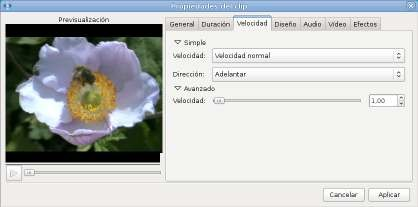 Propiedades del clip
Previsualización
General Duración Velocidad Diseño Audio Vídeo Efectos
Simple
Velocidad: Velocidad normal
Dirección: Adelantar
Avanzado
Velocidad: 1.00
Cancelar Aplicar